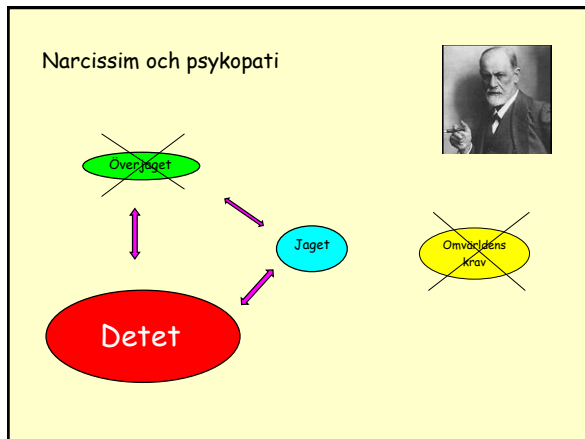 Narcissim och psykopati
Överjaget
Jaget
Omvärldens
krav
Detet